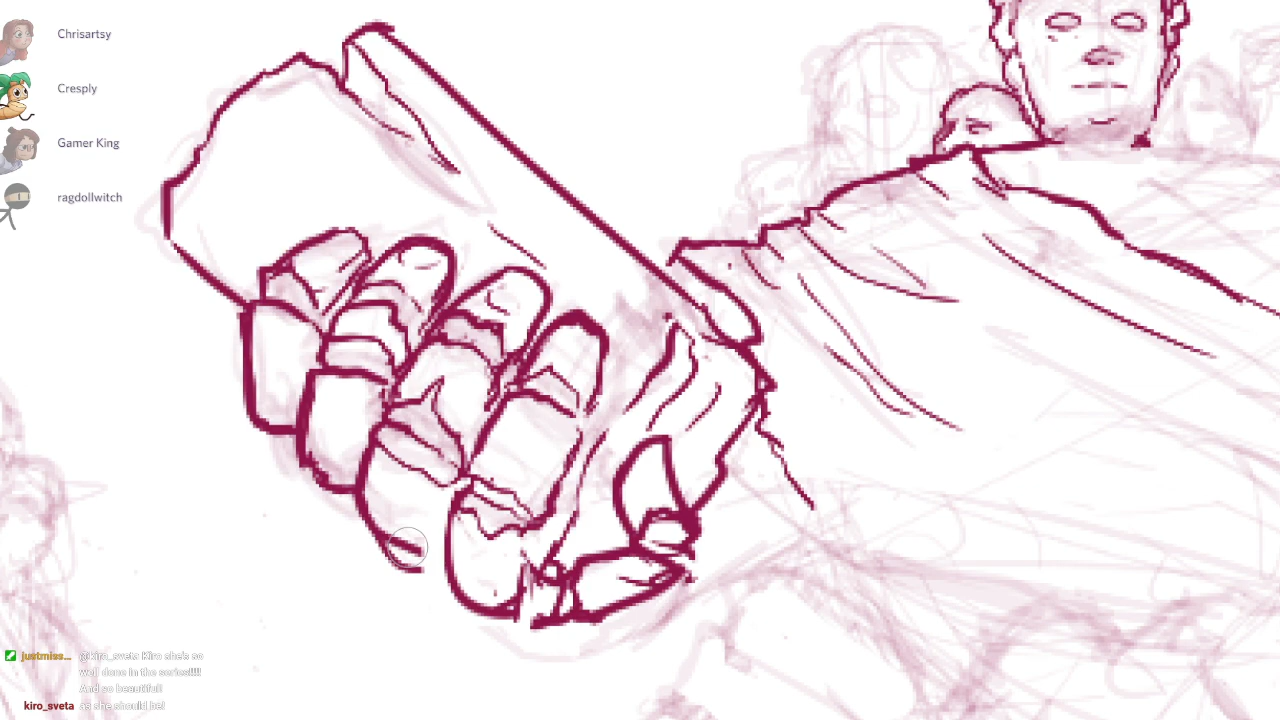 Chrisartsy
Cresply
Gamer King
ragdollwitch
justmiss... @kiro_sveta Kiro she's so
well done in the series!!!!
And so beautiful!
kiro_sveta as she should be!